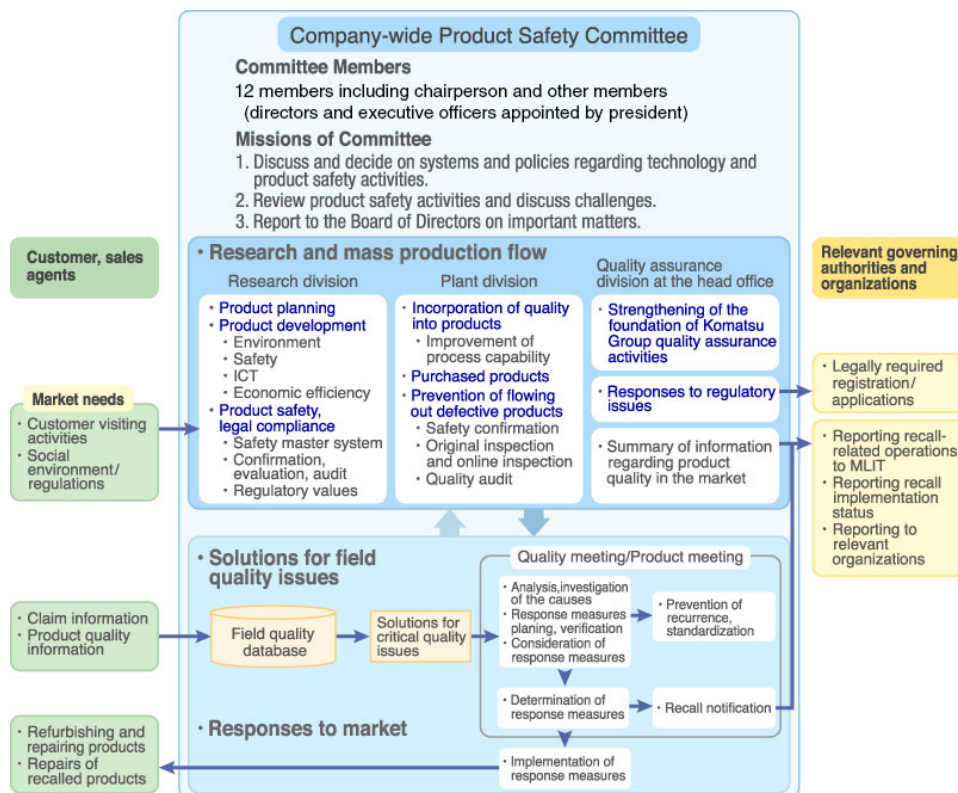 Company-wide Product Safety Committee
Committee Members
12 members including chairperson and other members
(directors and executive officers appointed by president)
Missions of Committee
1. Discuss and decide on systems and policies regarding technology and
product safety activities.
2. Review product safety activities and discuss challenges.
3. Report to the Board of Directors on important matters.
Customer, sales
agents
Market needs
・Customer visiting
activities
・Social
environment/
regulations
・Research and mass production flow
Research division
・Product planning
・Product development
・Environment
・Safety
・ICT
・Economic efficiency
・Product safety,
legal compliance
・Safety master system
・Confirmation,
evaluation, audit
・Regulatory values
Plant division
・Incorporation of quality
into products
・Improvement of
process capability
・Purchased products
・Prevention of flowing
out defective products
・Safety confirmation
・Original inspection
and online inspection
・Quality audit
Quality assurance
division at the head office
・Strengthening of the
foundation of Komatsu
Group quality assurance
activities
・Responses to regulatory
issues
・Summary of information
regarding product
quality in the market
Relevant governing
authorities and
organizations
・Legally required
registration/
applications
・Reporting recall-
related operations
to MLIT
・Reporting recall
implementation
status
・Reporting to
relevant
organizations
・Solutions for field
quality issues
・Claim information
・Product quality
information
Field quality
database
Solutions for
critical quality
issues
Quality meeting/Product meeting
・Analysis,investigation
of the causes
・Response measures
planing, verification
・Consideration of
response measures
・Prevention of
recurrence,
standardization
・Determination of
response measures
・Recall notification
・Responses to market
・Implementation of
response measures
・Refurbishing and
repairing products
・Repairs of
recalled products